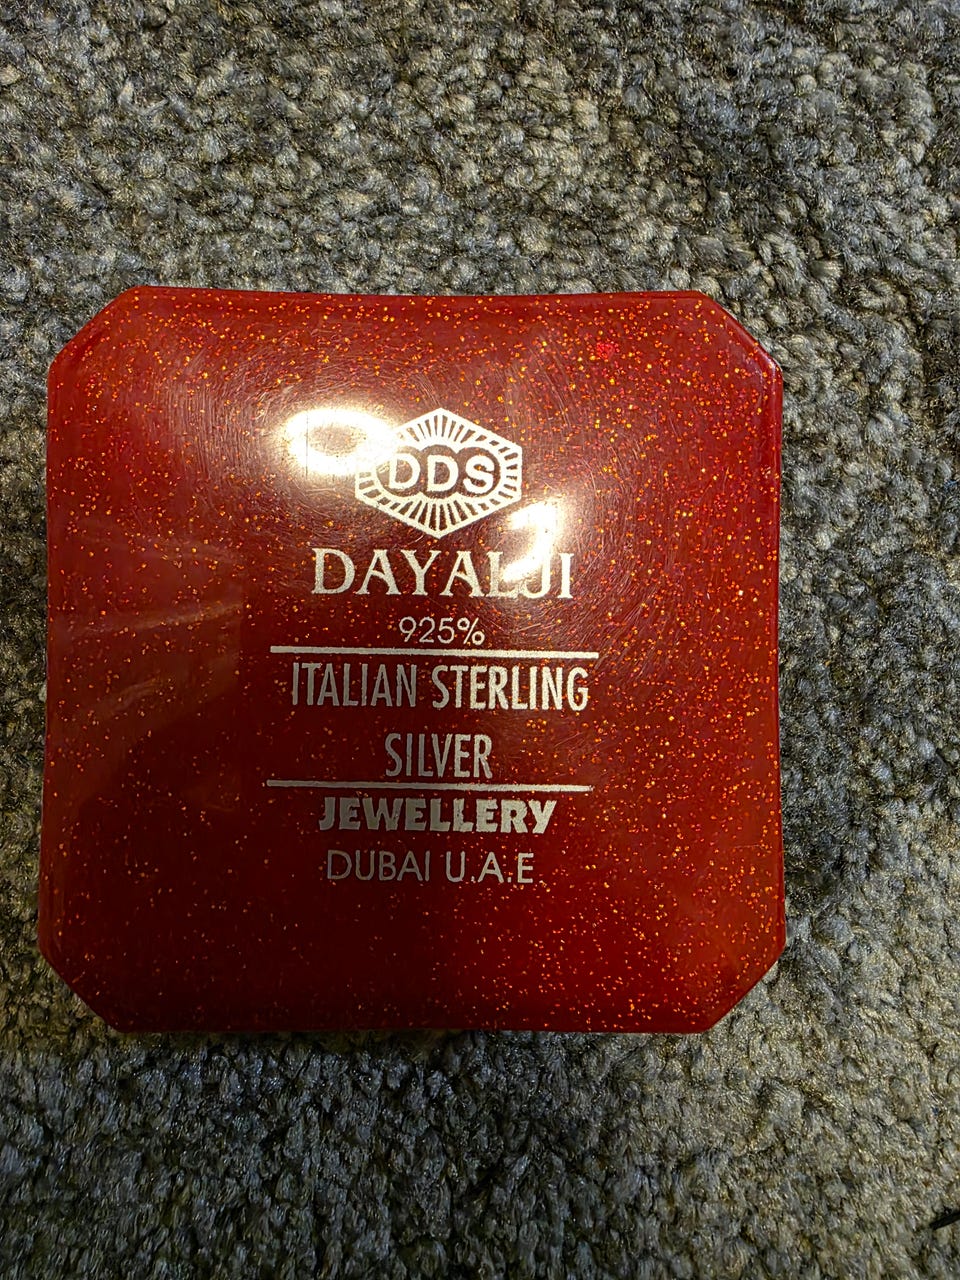 DDS
DAYALJI
925%
ITALIAN STERLING
SILVER
JEWELLERY
DUBAI U.A.E